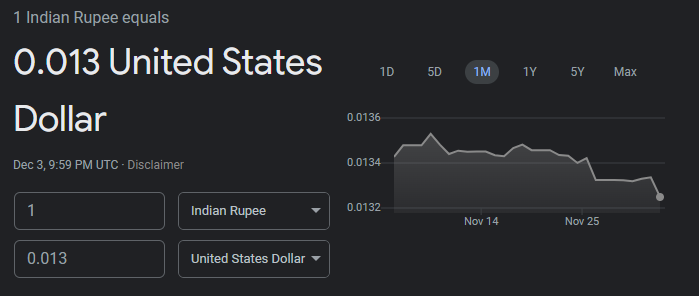 1 Indian Rupee equals
0.013 United States
Dollar
Dec 3, 9:59 PM UTC · Disclaimer
1
Indian Rupee
0.013
United States Dollar
1D 5D 1M 1Y 5Y Max
0.0136
0.0134
0.0132
Nov 14 Nov 25